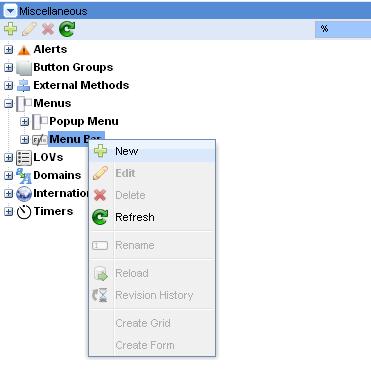 Miscellaneous
%
Alerts
Button Groups
External Methods
Menus
Popup Menu
Menu Bar
New
Edit
LOVs
Domains
Delete
Internation
Refresh
Timers
Rename
Reload
Revision History
Create Grid
Create Form